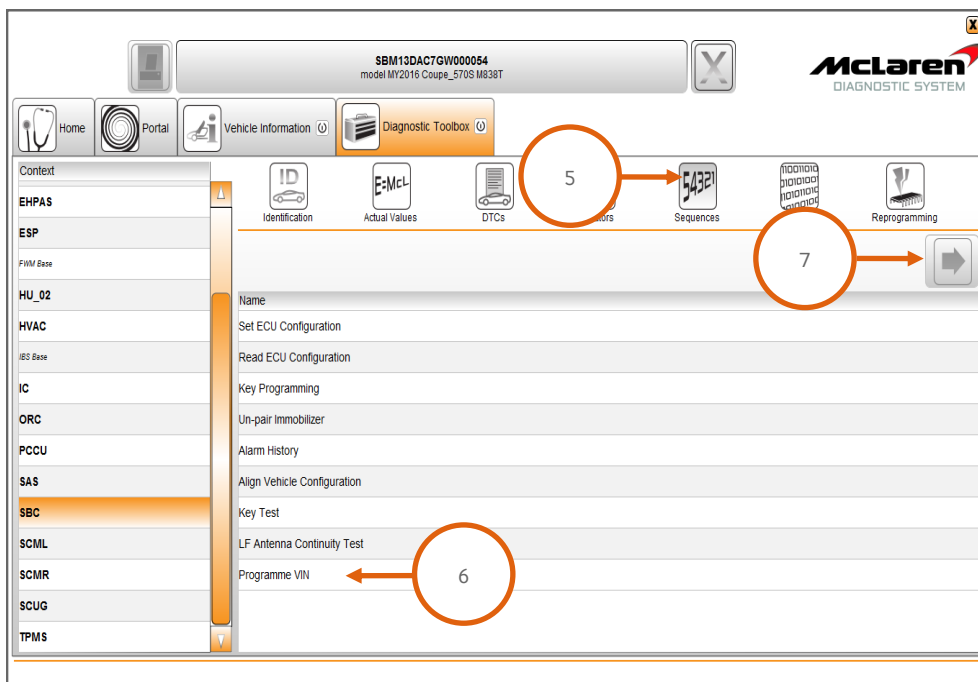 X
SBM13DAC7GW000054
model MY2016 Coupe_570S M838T
X
McLaren
DIAGNOSTIC SYSTEM
Home
Portal
Vehicle Information
Diagnostic Toolbox
Context
EHPAS
ESP
FWM Base
HU_02
HVAC
IBS Base
IC
ORC
PCCU
SAS
SBC
SCML
SCMR
SCUG
TPMS
ID
Identification
E=McL
Actual Values
DTCs
5
54321
Sequences
Reprogramming
7
Name
Set ECU Configuration
Read ECU Configuration
Key Programming
Un-pair Immobilizer
Alarm History
Align Vehicle Configuration
Key Test
LF Antenna Continuity Test
Programme VIN
6